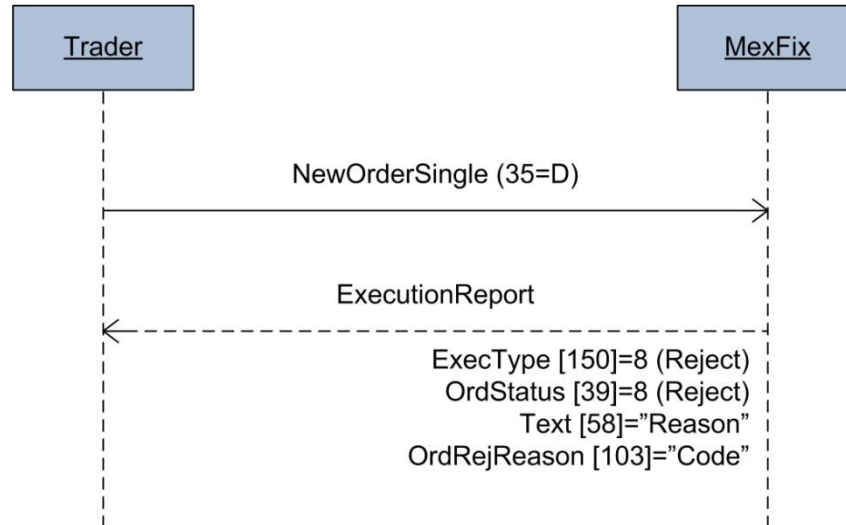 Trader
MexFix
NewOrderSingle (35=D)
ExecutionReport
ExecType [150]=8 (Reject)
OrdStatus [39]=8 (Reject)
Text [58]=”Reason”
OrdRejReason [103]=”Code”